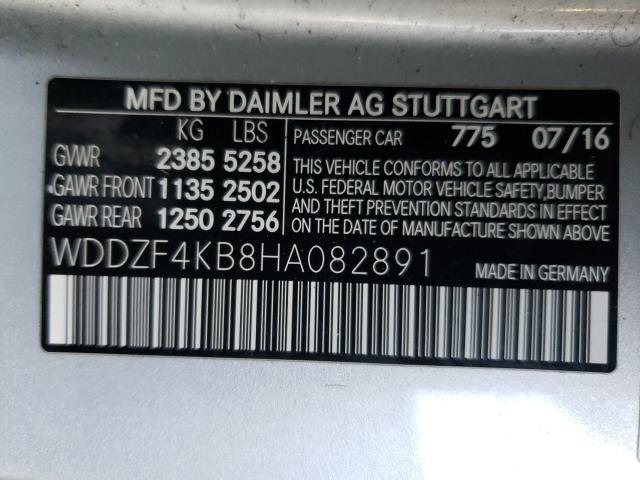 MFD BY DAIMLER AG STUTTGART
KG LBS
GVWR 2385 5258
GAWR FRONT 1135 2502
GAWR REAR 1250 2756
PASSENGER CAR 775 07/16
THIS VEHICLE CONFORMS TO ALL APPLICABLE
U.S. FEDERAL MOTOR VEHICLE SAFETY,BUMPER
AND THEFT PREVENTION STANDARDS IN EFFECT
ON THE DATE OF MANUFACTURE SHOWN ABOVE.
WDDZF4KB8HA082891
MADE IN GERMANY